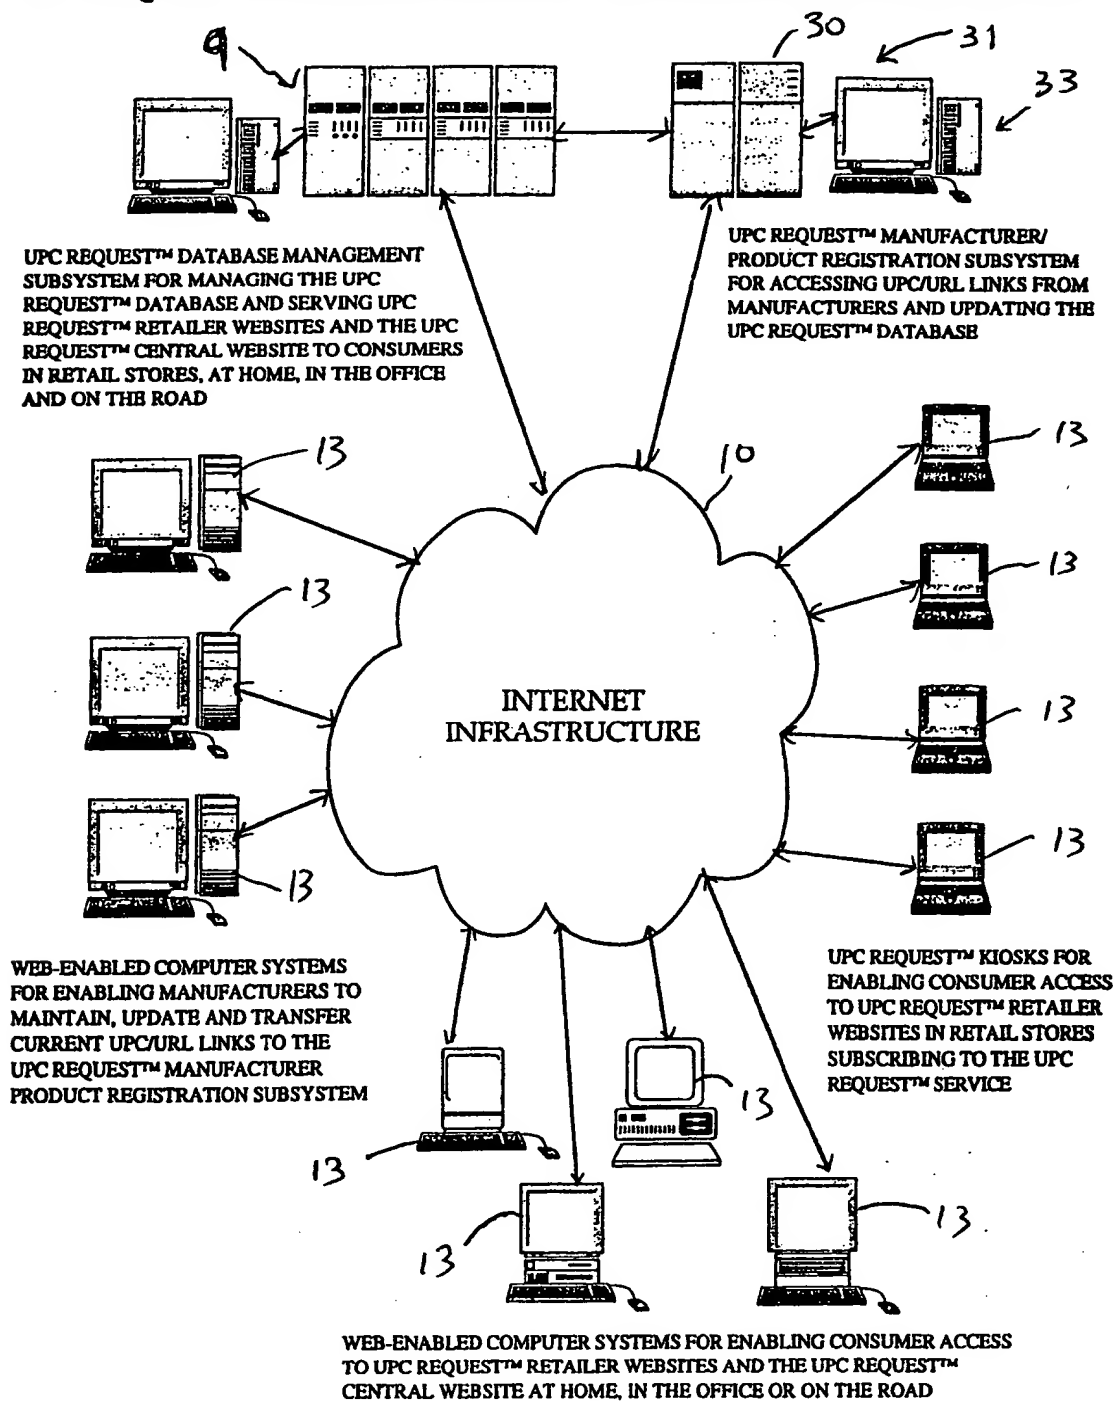 9
30
31
33
UPC REQUEST™ DATABASE MANAGEMENT
SUBSYSTEM FOR MANAGING THE UPC
REQUEST™ DATABASE AND SERVING UPC
REQUEST™ RETAILER WEBSITES AND THE UPC
REQUEST™ CENTRAL WEBSITE TO CONSUMERS
IN RETAIL STORES, AT HOME, IN THE OFFICE
AND ON THE ROAD
UPC REQUEST™ MANUFACTURER/
PRODUCT REGISTRATION SUBSYSTEM
FOR ACCESSING UPC/URL LINKS FROM
MANUFACTURERS AND UPDATING THE
UPC REQUEST™ DATABASE
13
13
13
10
13
13
13
13
INTERNET
INFRASTRUCTURE
WEB-ENABLED COMPUTER SYSTEMS
FOR ENABLING MANUFACTURERS TO
MAINTAIN, UPDATE AND TRANSFER
CURRENT UPC/URL LINKS TO THE
UPC REQUEST™ MANUFACTURER
PRODUCT REGISTRATION SUBSYSTEM
UPC REQUEST™ KIOSKS FOR
ENABLING CONSUMER ACCESS
TO UPC REQUEST™ RETAILER
WEBSITES IN RETAIL STORES
SUBSCRIBING TO THE UPC
REQUEST™ SERVICE
13
13
13
13
WEB-ENABLED COMPUTER SYSTEMS FOR ENABLING CONSUMER ACCESS
TO UPC REQUEST™ RETAILER WEBSITES AND THE UPC REQUEST™
CENTRAL WEBSITE AT HOME, IN THE OFFICE OR ON THE ROAD